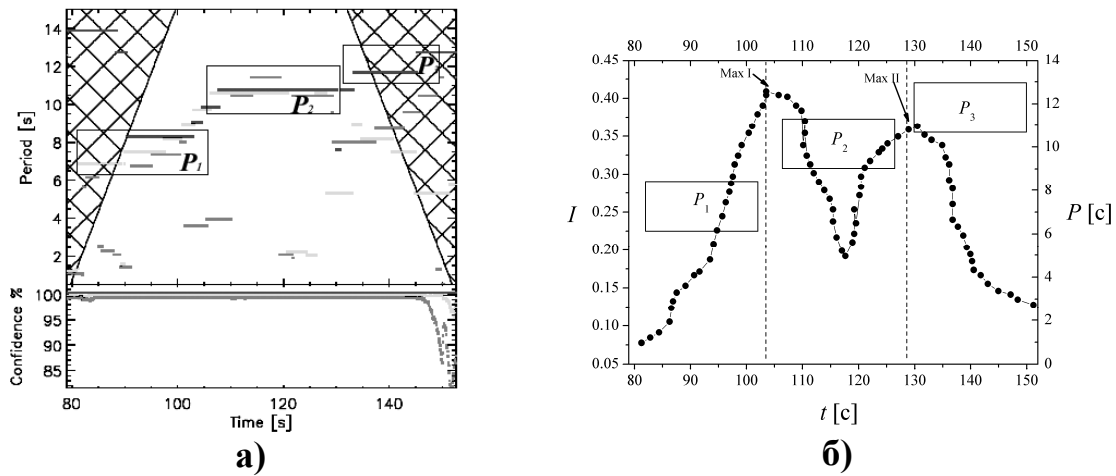 14
12
10
8
6
4
2
Period [s]
P₁
P₂
P₃
100
95
90
85
Confidence %
80 100 120 140
Time [s]
а)
80 90 100 110 120 130 140 150
0.45
0.40
0.35
0.30
0.25
0.20
0.15
0.10
0.05
I
Max I
Max II
P₁
P₂
P₃
14
12
10
8
6
4
2
0
P [c]
80 90 100 110 120 130 140 150
t [c]
б)